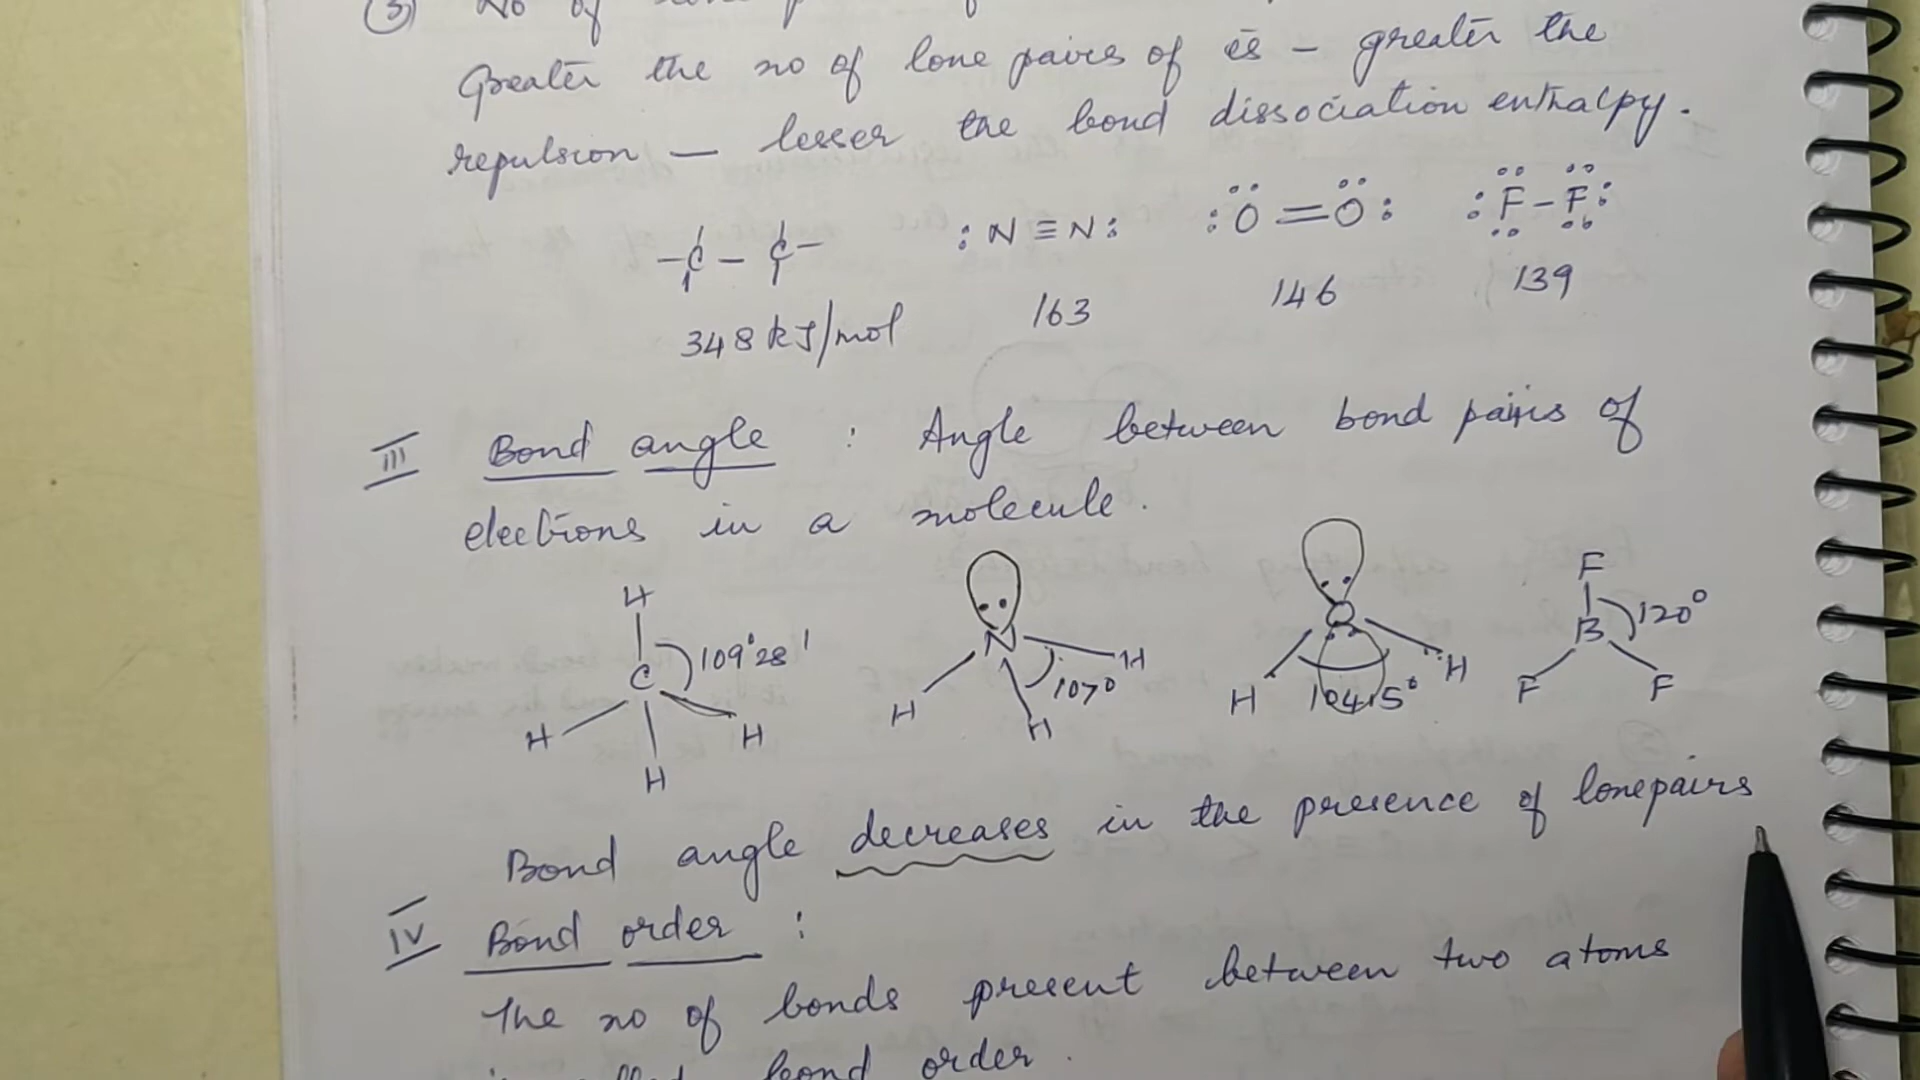 (3) No of
Greater the no of lone pairs of es – greater the
repulsion — lesser the bond dissociation enthalpy.
-C-C- :N≡N: :O=O: :F-F:
348 kJ/mol 163 146 139
III Bond angle : Angle between bond pairs of
electrons in a molecule.
H C H H H 109°28'
N H H H 107°
O H H 104.5°
F B F F 120°
Bond angle decreases in the presence of lonepairs
IV Bond order :
The no of bonds present between two atoms
bond order.